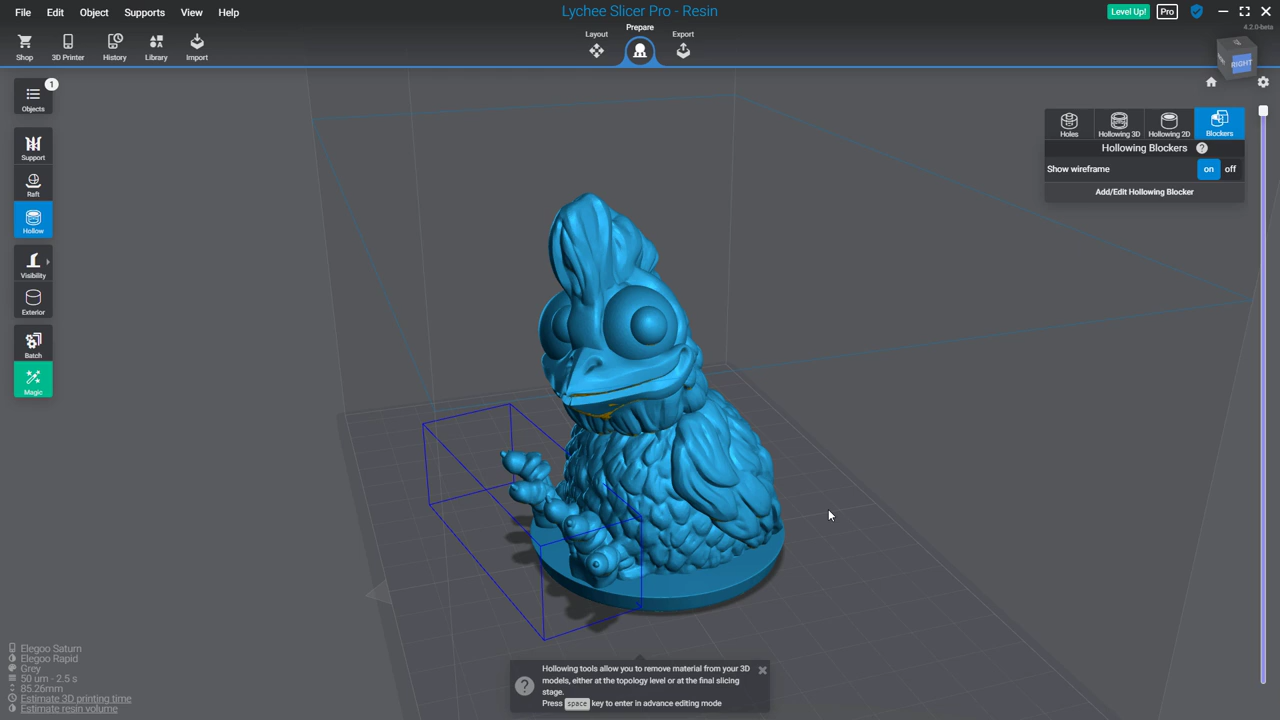 File Edit Object Supports View Help
Lychee Slicer Pro - Resin
Level Up! Pro
4.2.0-beta
Shop 3D Printer History Library Import
Layout Prepare Export
RIGHT
Objects 1
Support
Raft
Hollow
Visibility
Exterior
Batch
Magic
Holes Hollowing 3D Hollowing 2D Blockers
Hollowing Blockers ?
Show wireframe on off
Add/Edit Hollowing Blocker
Elegoo Saturn
Elegoo Rapid
Grey
50 um - 2.5 s
85.26mm
Estimate 3D printing time
Estimate resin volume
Hollowing tools allow you to remove material from your 3D
models, either at the topology level or at the final slicing
stage.
Press space key to enter in advance editing mode